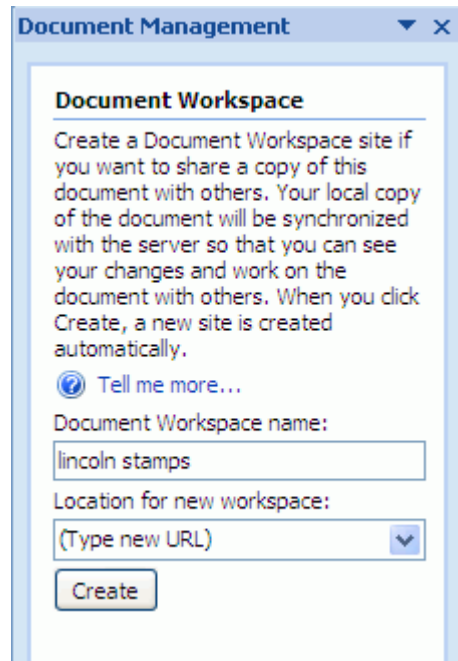 Document Management
Document Workspace
Create a Document Workspace site if
you want to share a copy of this
document with others. Your local copy
of the document will be synchronized
with the server so that you can see
your changes and work on the
document with others. When you click
Create, a new site is created
automatically.
Tell me more...
Document Workspace name:
lincoln stamps
Location for new workspace:
(Type new URL)
Create